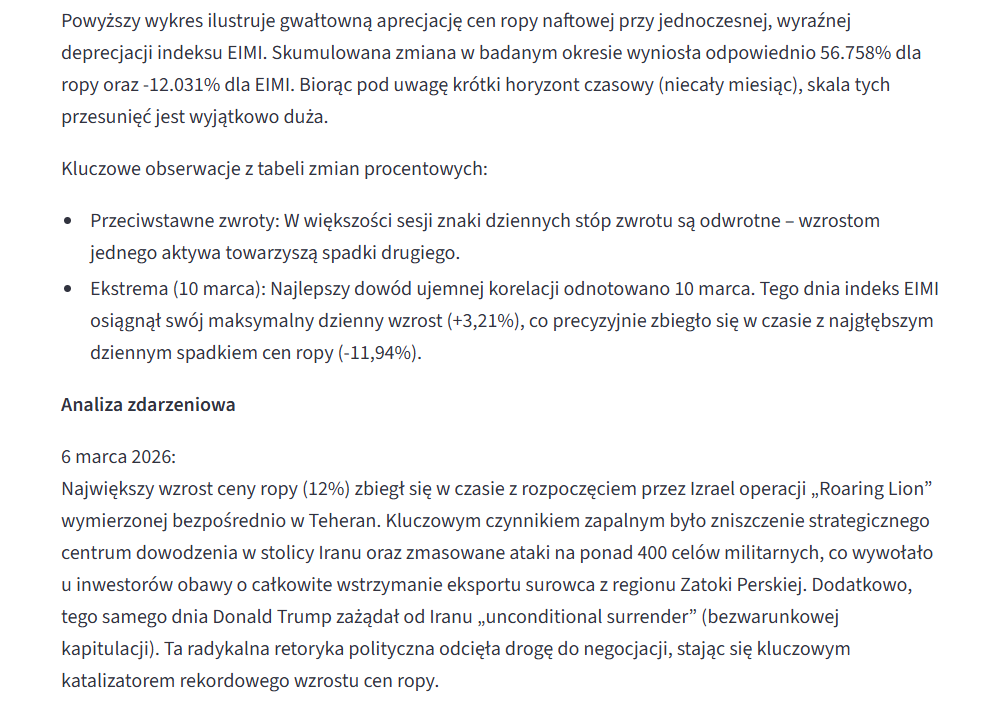 Powyższy wykres ilustruje gwałtowną aprecjację cen ropy naftowej przy jednoczesnej, wyraźnej
deprecjacji indeksu EIMI. Skumulowana zmiana w badanym okresie wyniosła odpowiednio 56.758% dla
ropy oraz -12.031% dla EIMI. Biorąc pod uwagę krótki horyzont czasowy (niecały miesiąc), skala tych
przesunięć jest wyjątkowo duża.
Kluczowe obserwacje z tabeli zmian procentowych:
• Przeciwstawne zwroty: W większości sesji znaki dziennych stóp zwrotu są odwrotne – wzrostom
jednego aktywa towarzyszą spadki drugiego.
• Ekstrema (10 marca): Najlepszy dowód ujemnej korelacji odnotowano 10 marca. Tego dnia indeks EIMI
osiągnął swój maksymalny dzienny wzrost (+3,21%), co precyzyjnie zbiegło się w czasie z najgłębszym
dziennym spadkiem cen ropy (-11,94%).
Analiza zdarzeniowa
6 marca 2026:
Największy wzrost ceny ropy (12%) zbiegł się w czasie z rozpoczęciem przez Izrael operacji „Roaring Lion”
wymierzonej bezpośrednio w Teheran. Kluczowym czynnikiem zapalnym było zniszczenie strategicznego
centrum dowodzenia w stolicy Iranu oraz zmasowane ataki na ponad 400 celów militarnych, co wywołało
u inwestorów obawy o całkowite wstrzymanie eksportu surowca z regionu Zatoki Perskiej. Dodatkowo,
tego samego dnia Donald Trump zażądał od Iranu „unconditional surrender” (bezwarunkowej
kapitulacji). Ta radykalna retoryka polityczna odcięła drogę do negocjacji, stając się kluczowym
katalizatorem rekordowego wzrostu cen ropy.